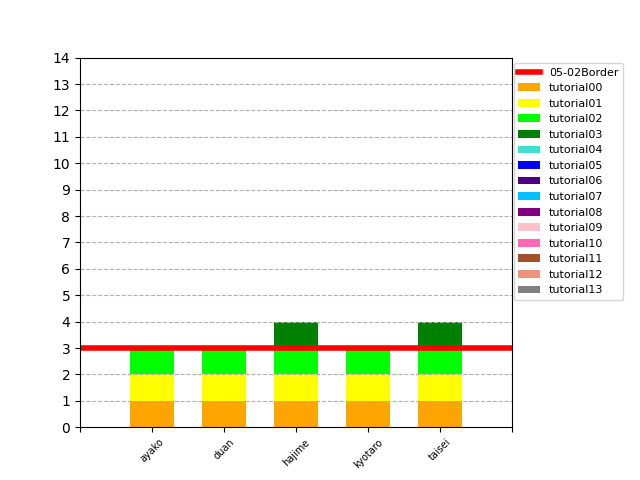 14
13
12
11
10
9
8
7
6
5
4
3
2
1
0
ayako
duan
hajime
kyotaro
taisei
05-02Border
tutorial00
tutorial01
tutorial02
tutorial03
tutorial04
tutorial05
tutorial06
tutorial07
tutorial08
tutorial09
tutorial10
tutorial11
tutorial12
tutorial13